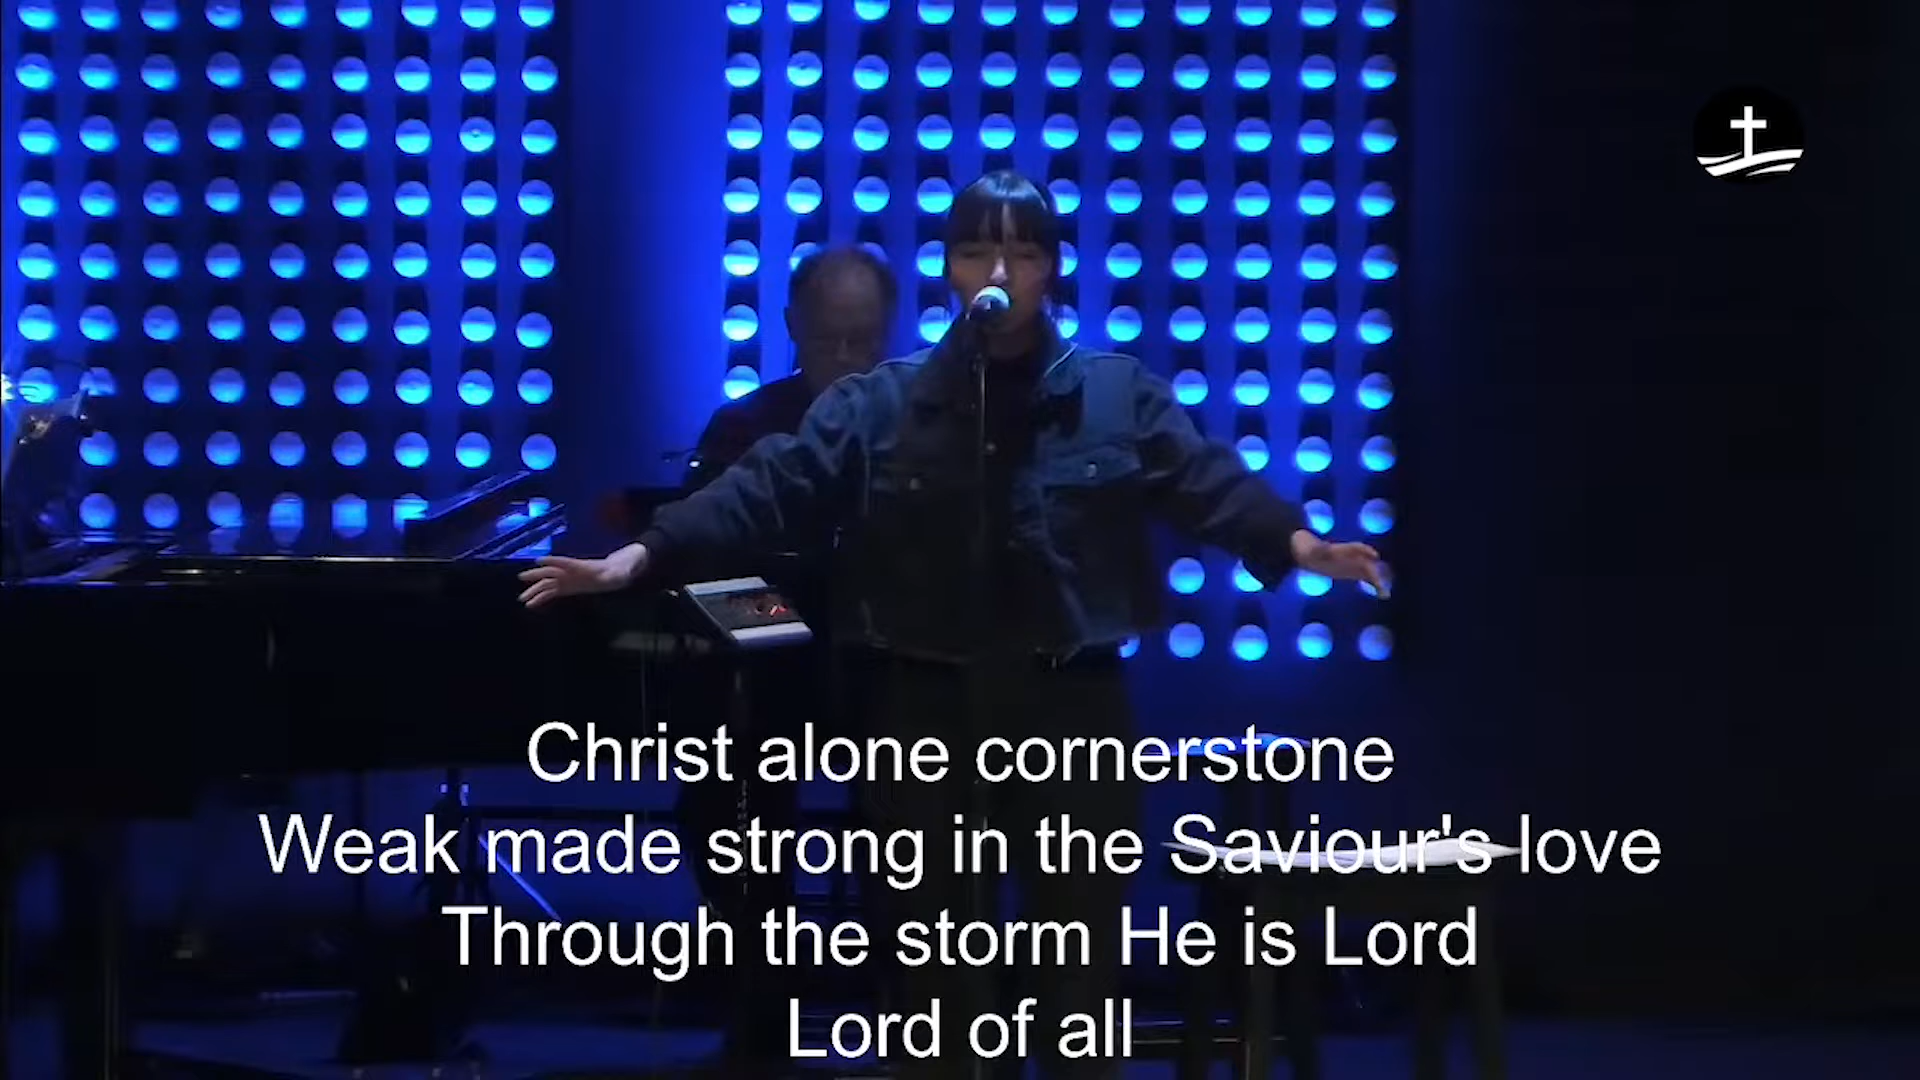 Christ alone cornerstone
Weak made strong in the Saviour's love
Through the storm He is Lord
Lord of all